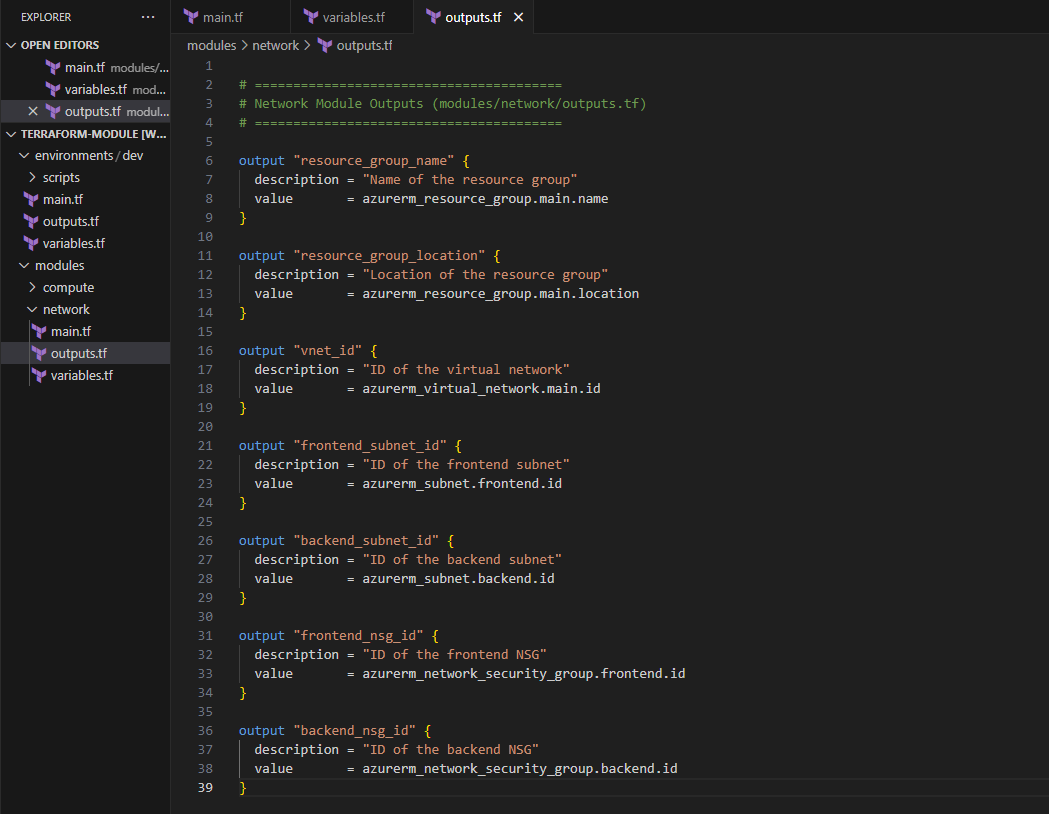 EXPLORER
...
OPEN EDITORS
main.tf modules/...
variables.tf mod...
outputs.tf modul...
TERRAFORM-MODULE [W...
environments / dev
scripts
main.tf
outputs.tf
variables.tf
modules
compute
network
main.tf
outputs.tf
variables.tf
main.tf
variables.tf
outputs.tf
modules > network > outputs.tf
1
2 # ========================================
3 # Network Module Outputs (modules/network/outputs.tf)
4 # ========================================
5
6 output "resource_group_name" {
7   description = "Name of the resource group"
8   value       = azurerm_resource_group.main.name
9 }
10
11 output "resource_group_location" {
12   description = "Location of the resource group"
13   value       = azurerm_resource_group.main.location
14 }
15
16 output "vnet_id" {
17   description = "ID of the virtual network"
18   value       = azurerm_virtual_network.main.id
19 }
20
21 output "frontend_subnet_id" {
22   description = "ID of the frontend subnet"
23   value       = azurerm_subnet.frontend.id
24 }
25
26 output "backend_subnet_id" {
27   description = "ID of the backend subnet"
28   value       = azurerm_subnet.backend.id
29 }
30
31 output "frontend_nsg_id" {
32   description = "ID of the frontend NSG"
33   value       = azurerm_network_security_group.frontend.id
34 }
35
36 output "backend_nsg_id" {
37   description = "ID of the backend NSG"
38   value       = azurerm_network_security_group.backend.id
39 }